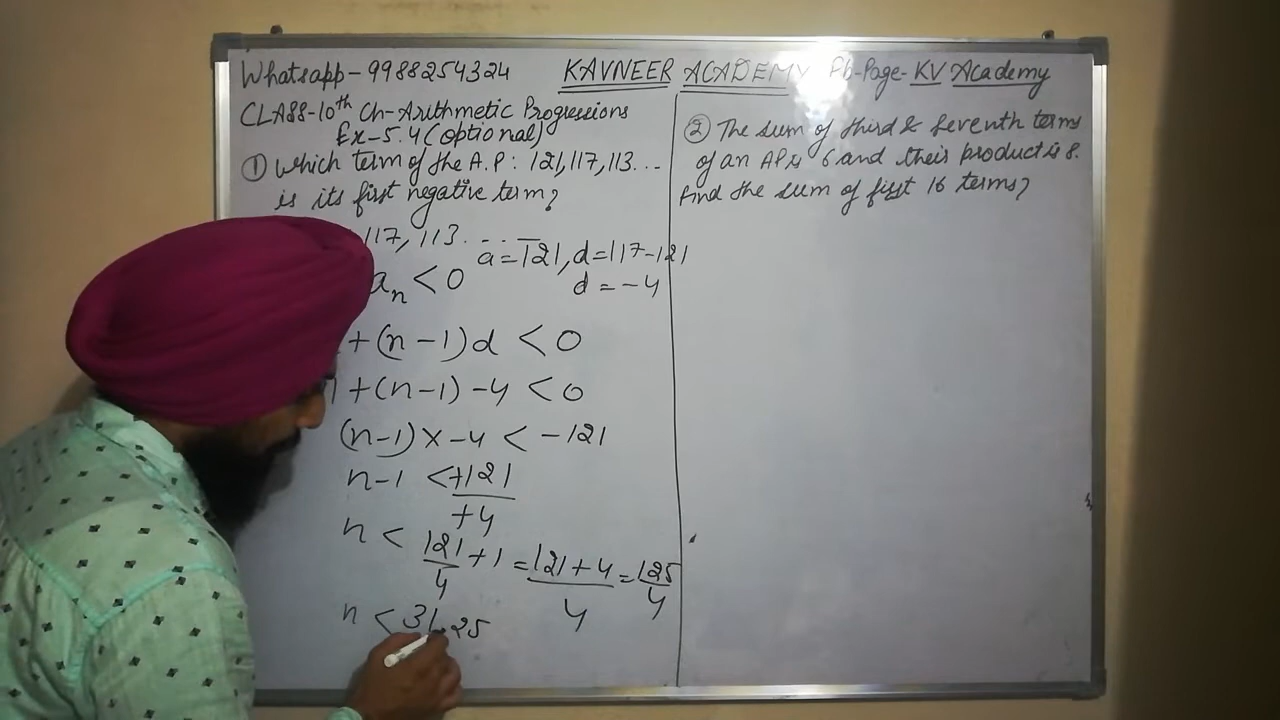 Whatsapp-9988254324 KAVNEER ACADEMY Fb-Page-KV Academy
CLASS-10th Ch-Arithmetic Progressions
Ex-5.4(optional)
① Which term of the A.P: 121,117,113...
is its first negative term?
117,113...
a=121, d=117-121
d=-4
an<0
+(n-1)d<0
+(n-1)-4<0
(n-1)x-4<-121
n-1<+121/+4
n<121/4+1=121+4/4=125/4
n<31.25
② The sum of third & seventh terms
of an AP is 6 and their product is 8.
find the sum of first 16 terms?